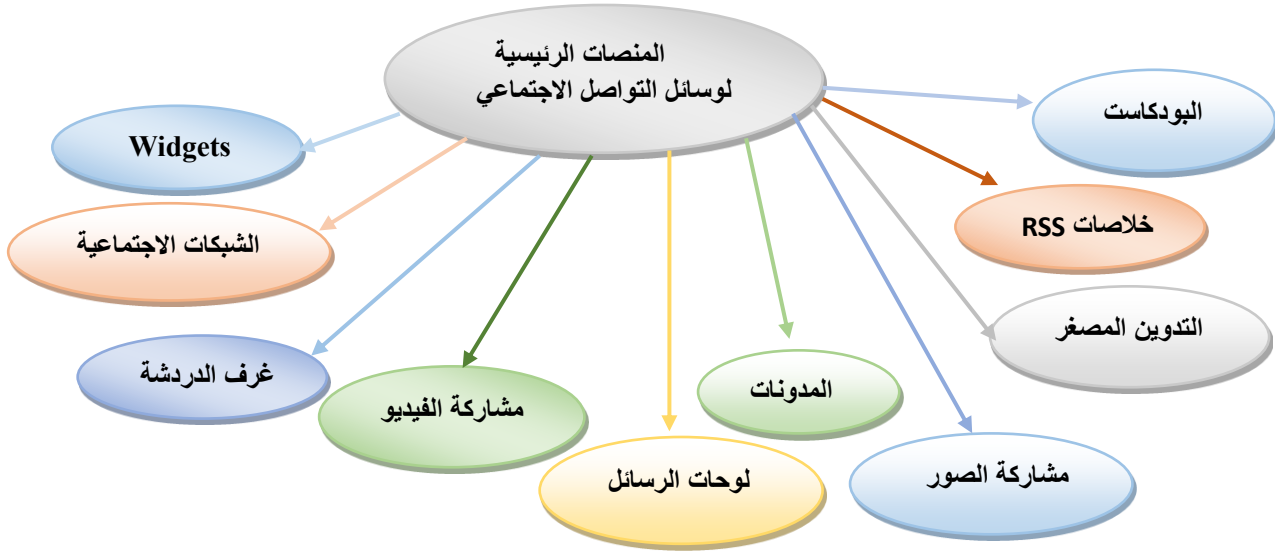 المنصات الرئيسية
لوسائل التواصل الاجتماعي
البودكاست
خلاصات RSS
التدوين المصغر
مشاركة الصور
المدونات
لوحات الرسائل
مشاركة الفيديو
غرف الدردشة
الشبكات الاجتماعية
Widgets